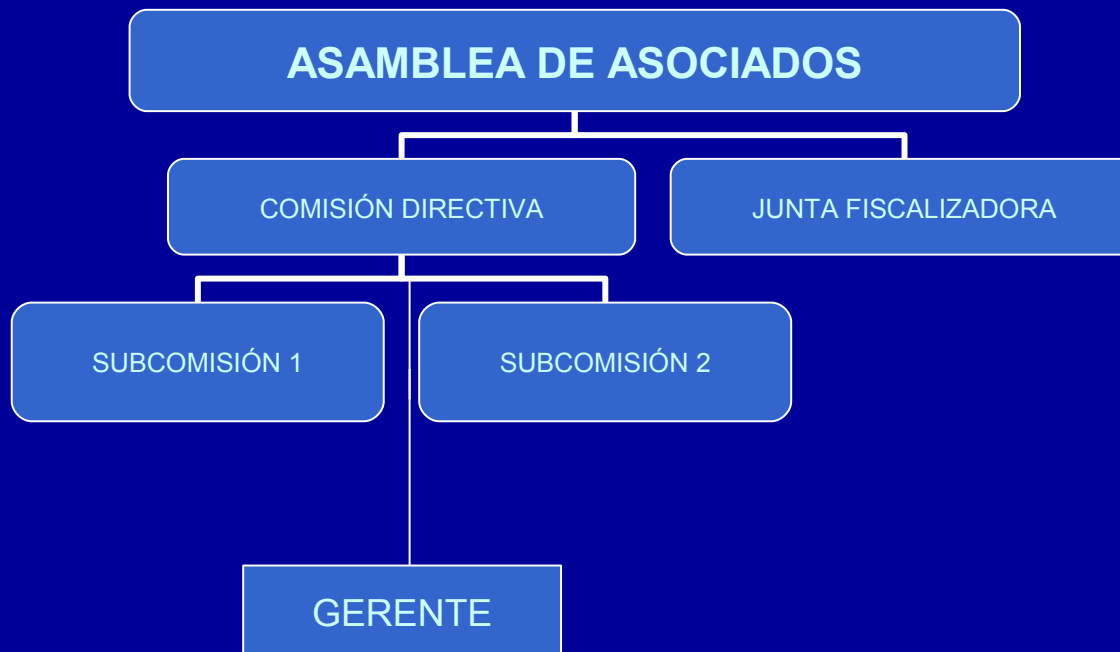 ASAMBLEA DE ASOCIADOS
COMISIÓN DIRECTIVA
JUNTA FISCALIZADORA
SUBCOMISIÓN 1
SUBCOMISIÓN 2
GERENTE